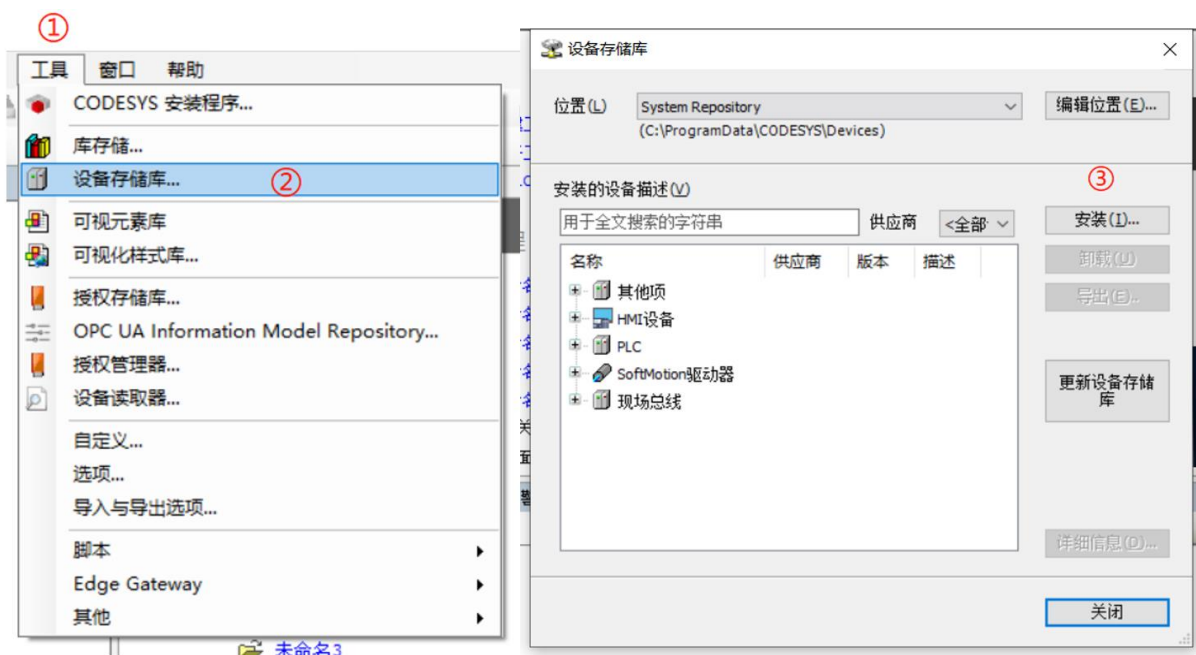 ①
工具 窗口 帮助
CODESYS 安装程序...
库存储...
设备存储库... ②
可视元素库
可视化样式库...
授权存储库...
OPC UA Information Model Repository...
授权管理器...
设备读取器...
自定义...
选项...
导入与导出选项...
脚本
Edge Gateway
其他
未命名3
设备存储库
位置(L) System Repository 编辑位置(E)...
(C:\ProgramData\CODESYS\Devices)
安装的设备描述(V) ③
用于全文搜索的字符串 供应商 <全部 安装(I)...
名称 供应商 版本 描述 卸载(U)
其他项 导出(E)..
HMI设备
PLC
SoftMotion驱动器
现场总线
更新设备存储
库
详细信息(D)...
关闭